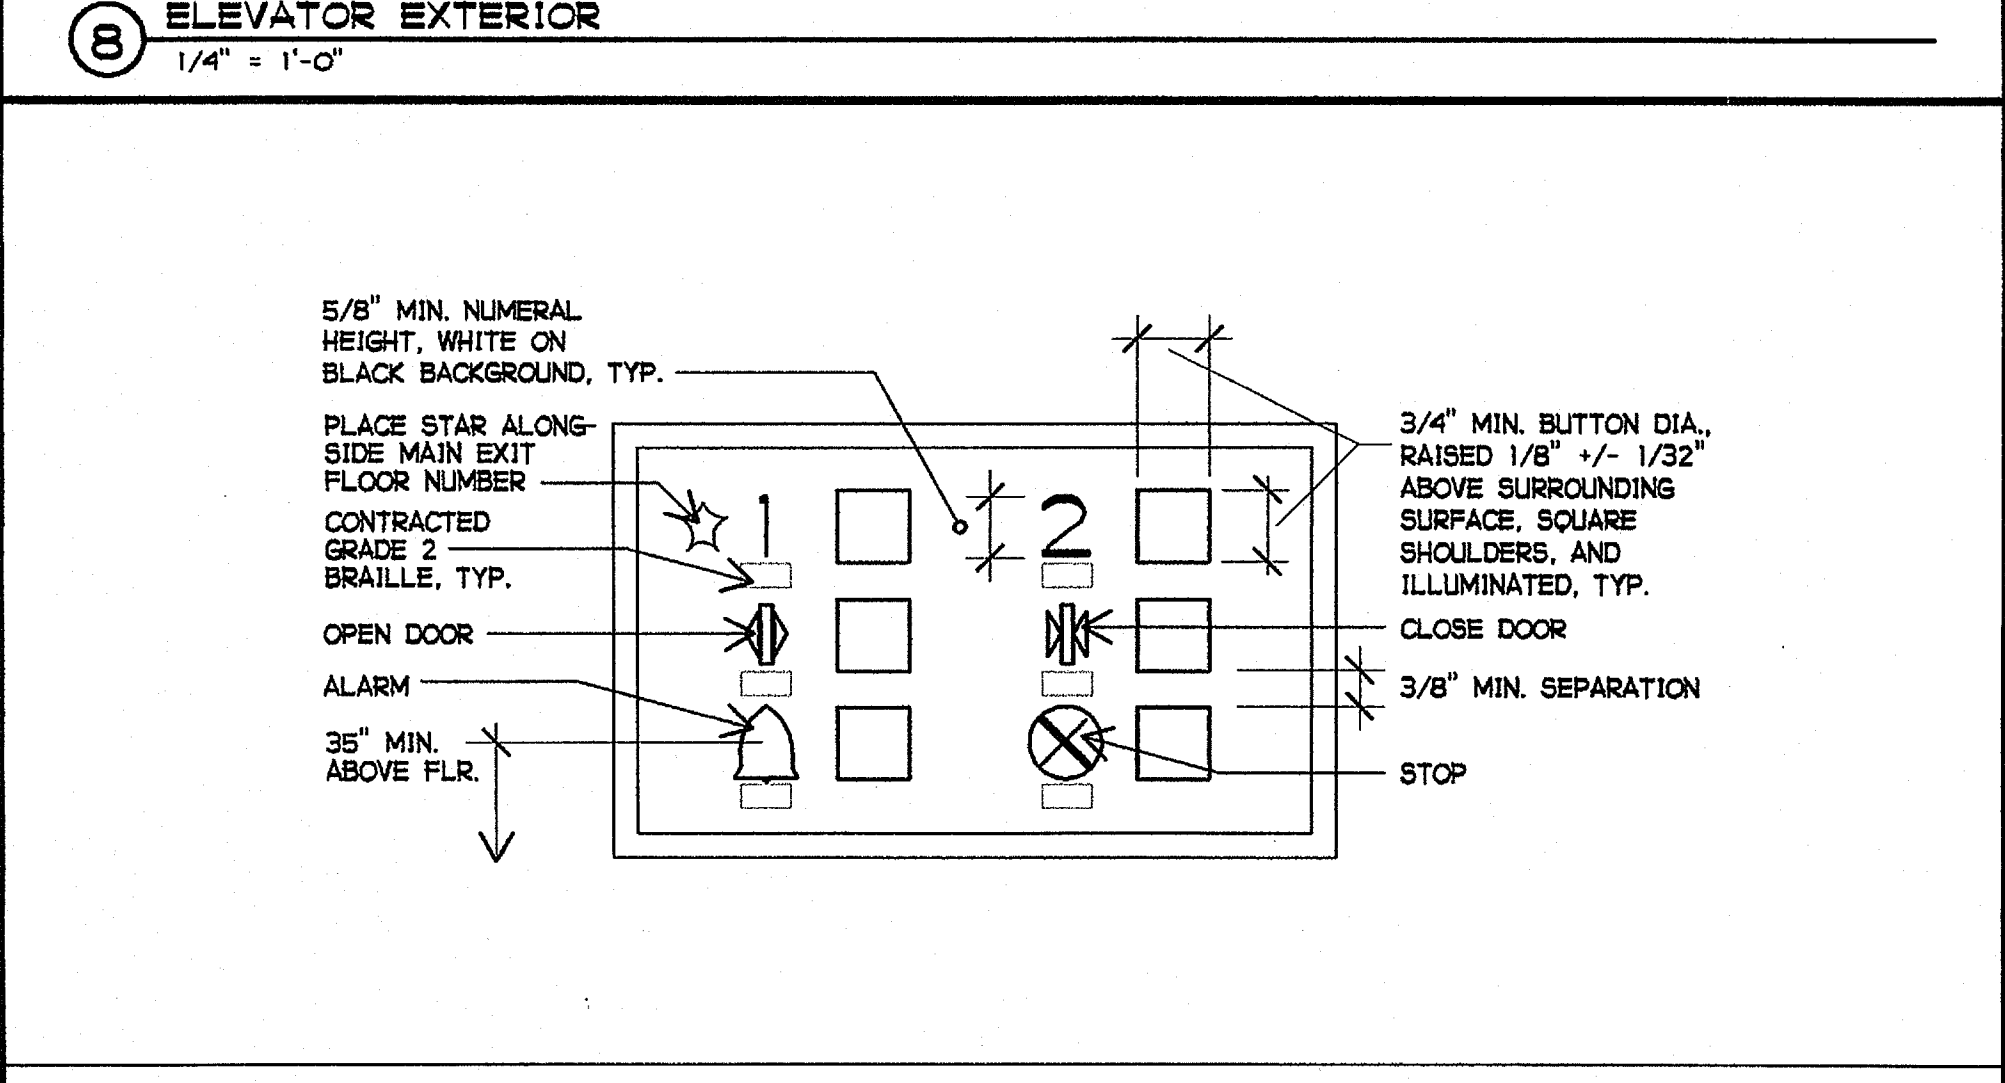 8
ELEVATOR EXTERIOR
1/4" = 1'-0"
5/8" MIN. NUMERAL
HEIGHT, WHITE ON
BLACK BACKGROUND, TYP.
PLACE STAR ALONG-
SIDE MAIN EXIT
FLOOR NUMBER
CONTRACTED
GRADE 2
BRAILLE, TYP.
OPEN DOOR
ALARM
35" MIN.
ABOVE FLR.
1
2
3/4" MIN. BUTTON DIA.,
RAISED 1/8" +/- 1/32"
ABOVE SURROUNDING
SURFACE, SQUARE
SHOULDERS, AND
ILLUMINATED, TYP.
CLOSE DOOR
3/8" MIN. SEPARATION
STOP